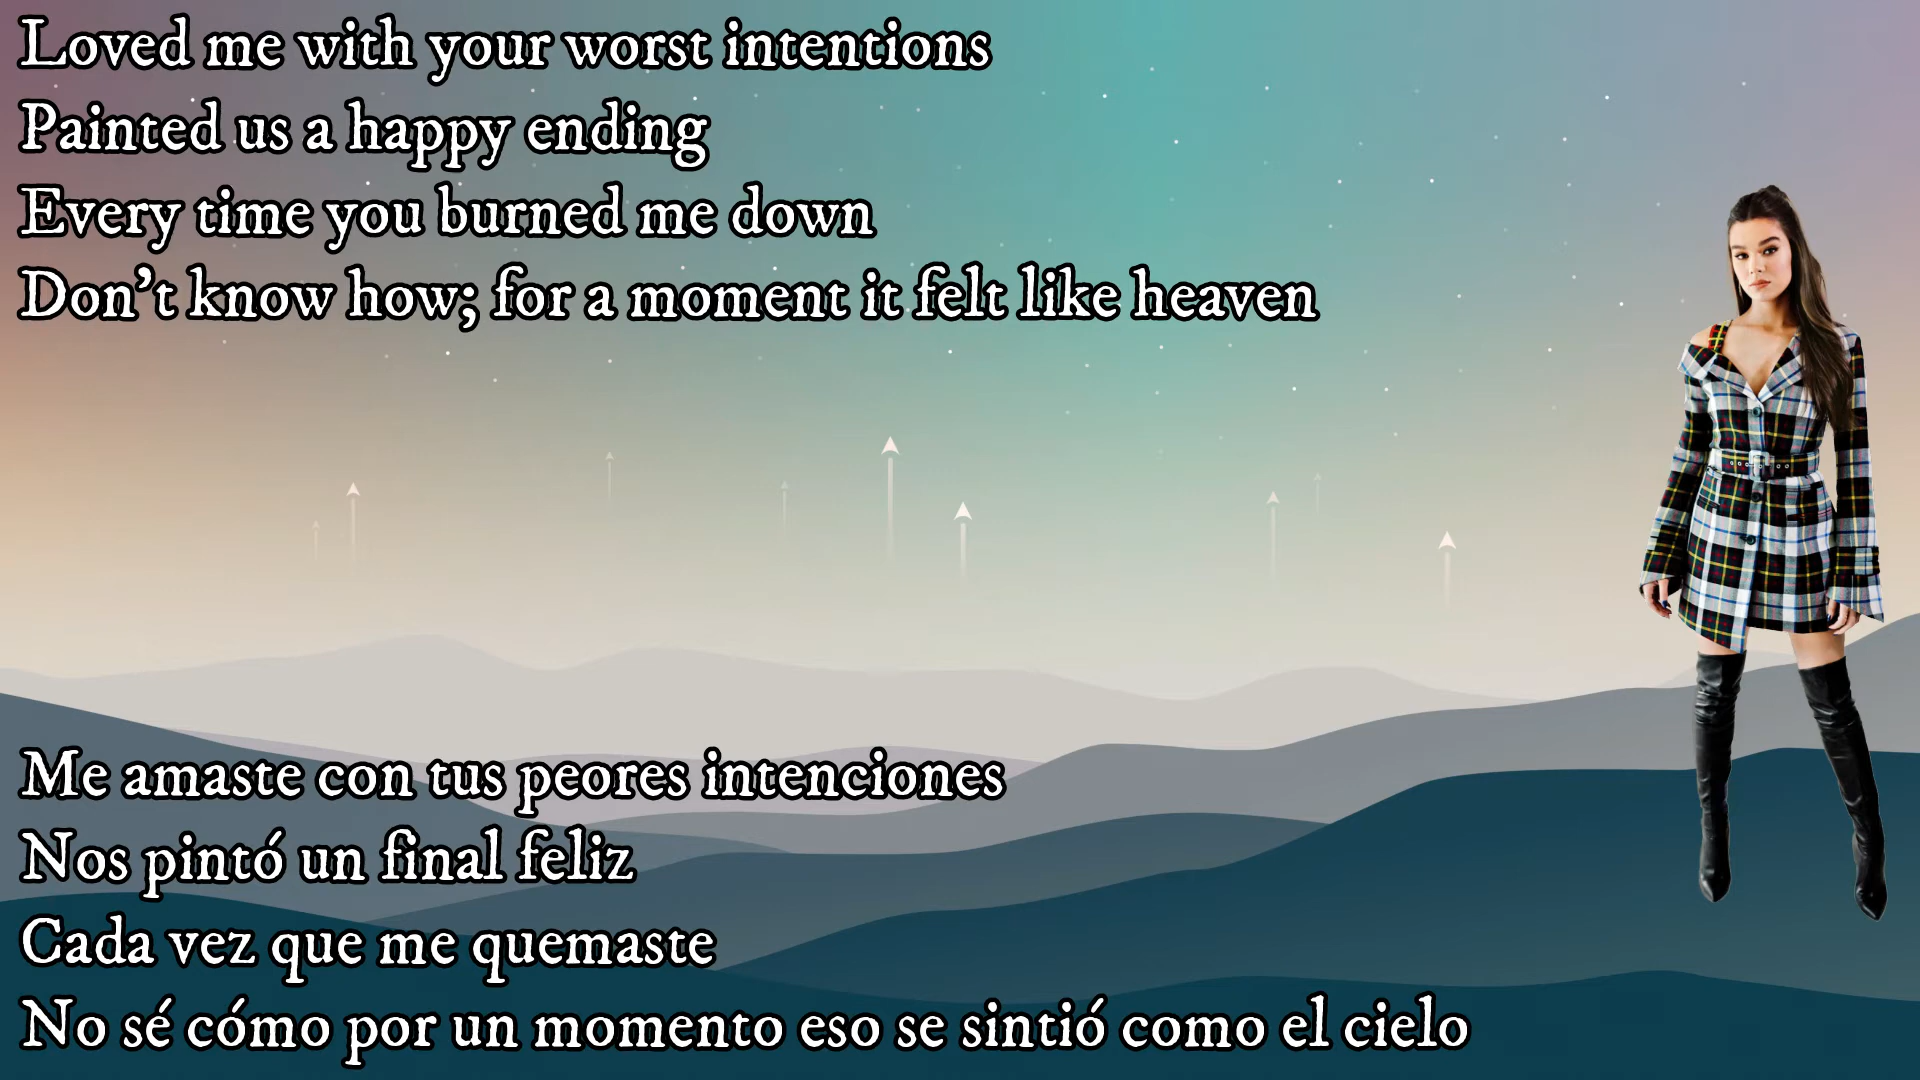 Loved me with your worst intentions
Painted us a happy ending
Every time you burned me down
Don't know how; for a moment it felt like heaven
Me amaste con tus peores intenciones
Nos pintó un final feliz
Cada vez que me quemaste
No sé cómo por un momento eso se sintió como el cielo